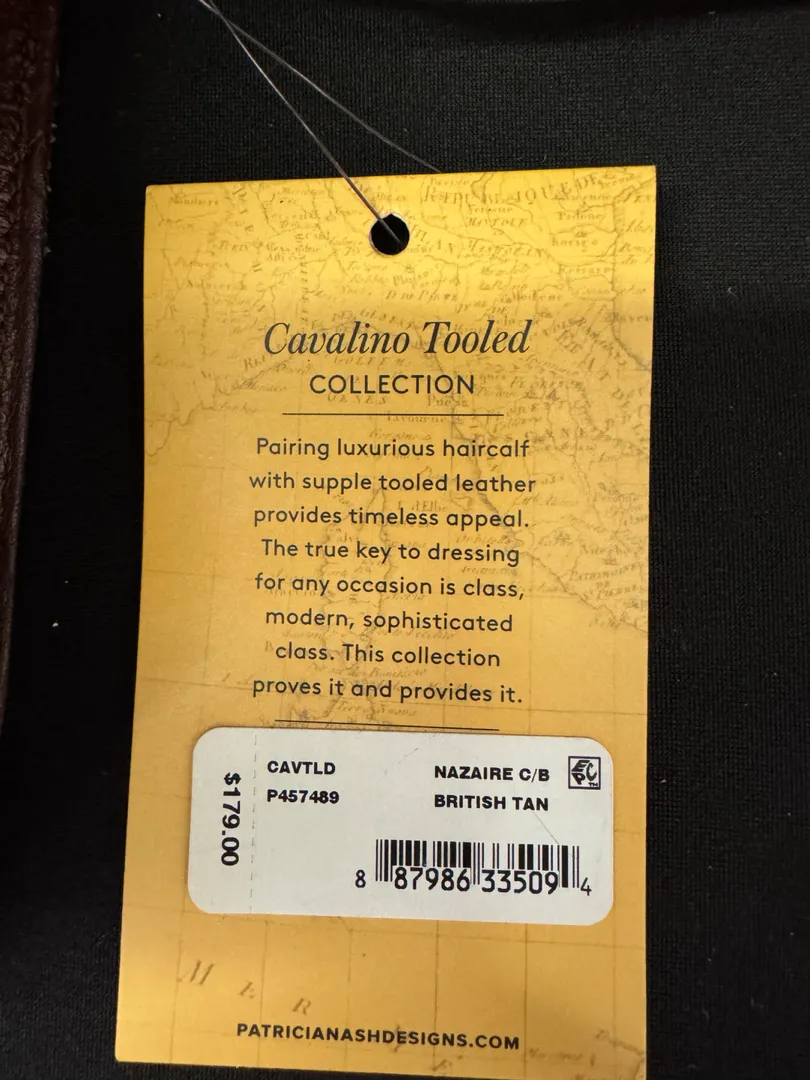 Cavalino Tooled
COLLECTION
Pairing luxurious haircalf
with supple tooled leather
provides timeless appeal.
The true key to dressing
for any occasion is class,
modern, sophisticated
class. This collection
proves it and provides it.
$179.00
CAVTLD
P457489
NAZAIRE C/B
BRITISH TAN
8 87986 33509 4
M E R
PATRICIANASHDESIGNS.COM